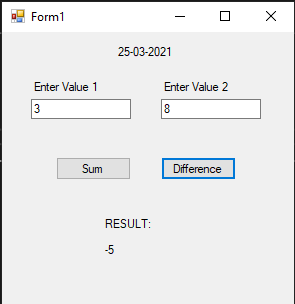 Form1
25-03-2021
Enter Value 1 Enter Value 2
3 8
Sum Difference
RESULT:
-5